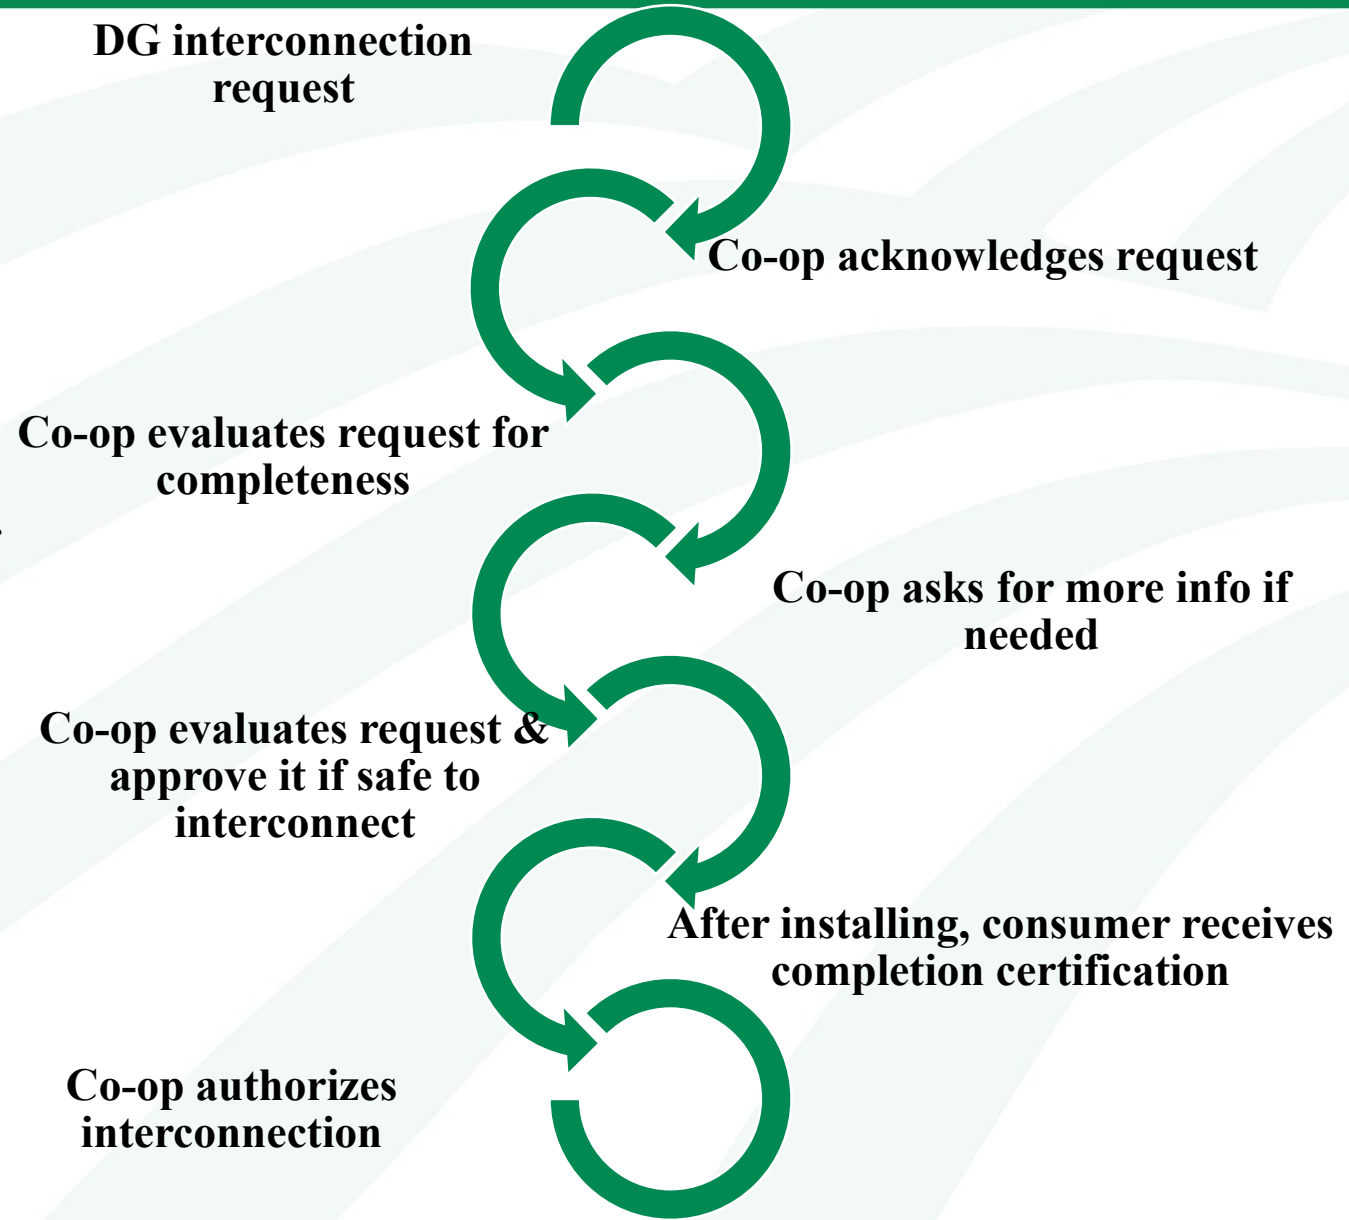 DG interconnection
request
Co-op acknowledges request
Co-op evaluates request for
completeness
Co-op asks for more info if
needed
Co-op evaluates request &
approve it if safe to
interconnect
After installing, consumer receives
completion certification
Co-op authorizes
interconnection